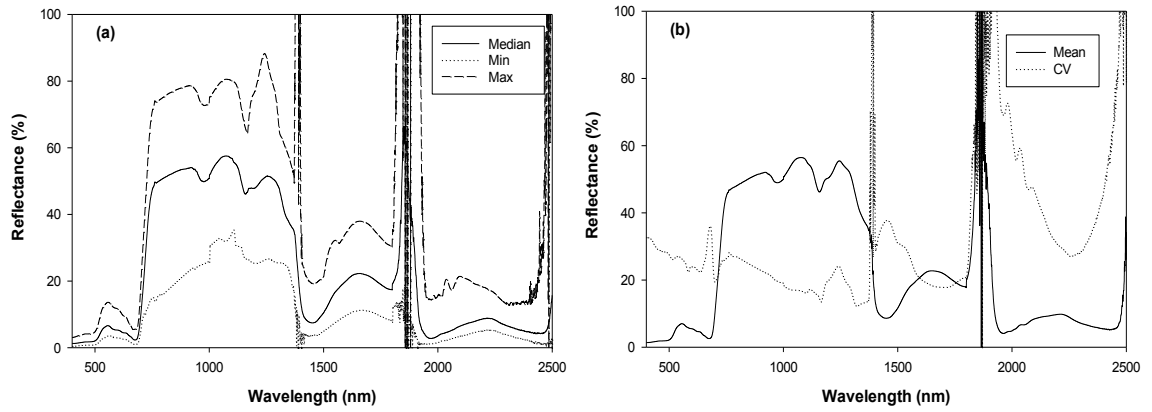 (a)
Median
Min
Max
Reflectance (%)
100
80
60
40
20
0
500 1000 1500 2000 2500
Wavelength (nm)
(b)
Mean
CV
Reflectance (%)
100
80
60
40
20
0
500 1000 1500 2000 2500
Wavelength (nm)